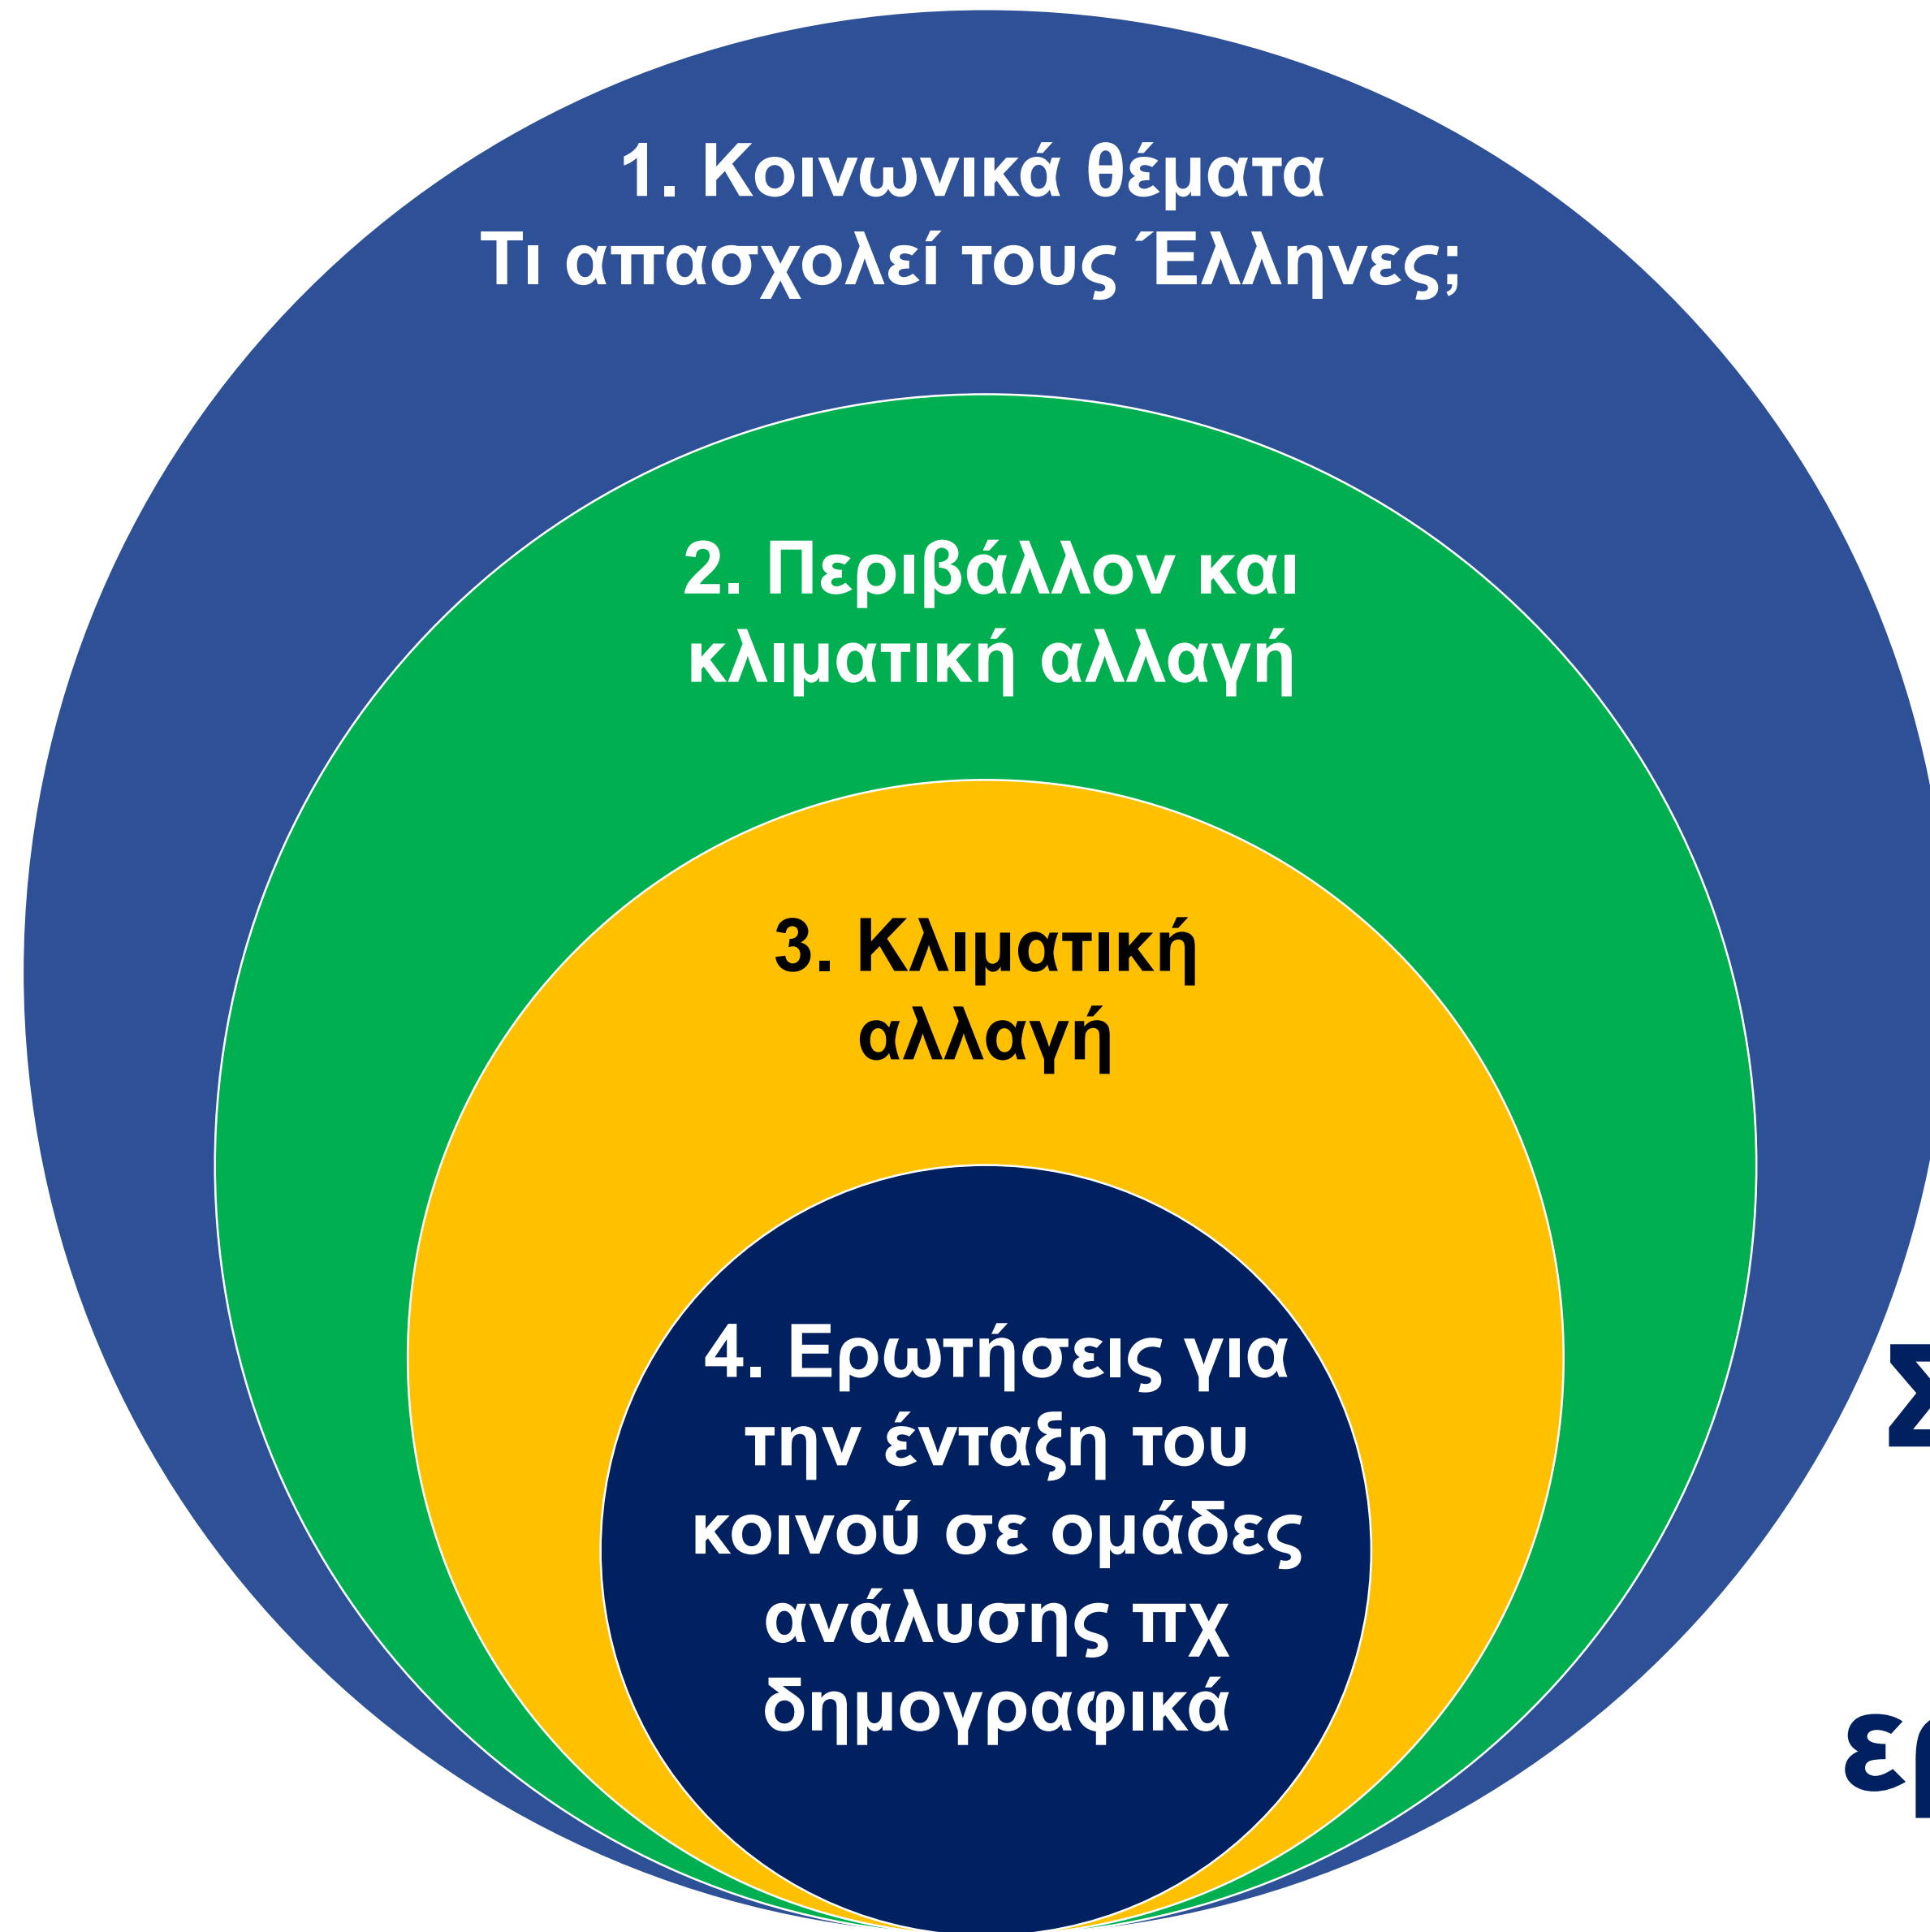 1. Κοινωνικά θέματα
Τι απασχολεί τους Έλληνες;
2. Περιβάλλον και
κλιματική αλλαγή
3. Κλιματική
αλλαγή
4. Ερωτήσεις για
την ένταξη του
κοινού σε ομάδες
ανάλυσης πχ
δημογραφικά